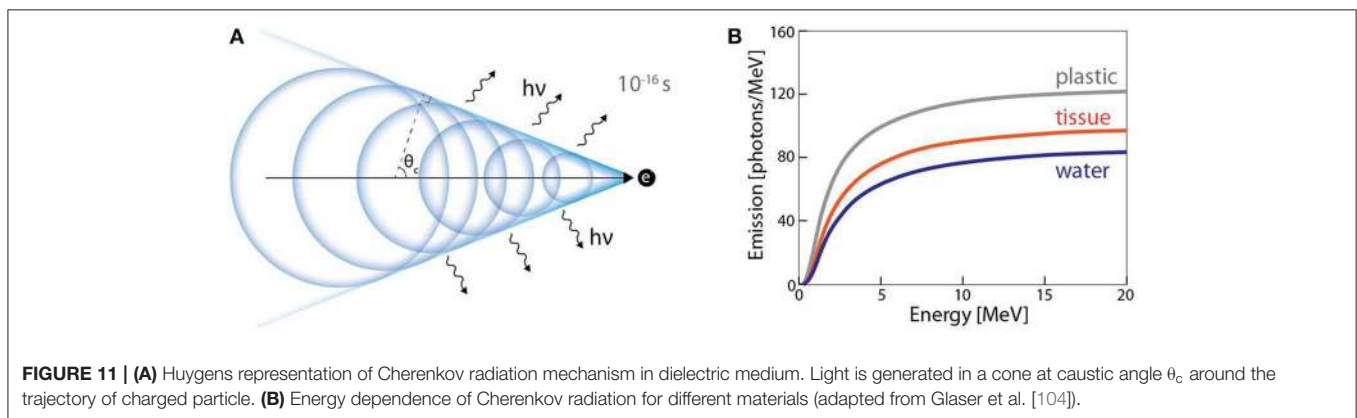 A
hν
10⁻¹⁶ s
θc
e
hν
B
Emission [photons/MeV]
160
120
80
40
0
plastic
tissue
water
0 5 10 15 20
Energy [MeV]
FIGURE 11 | (A) Huygens representation of Cherenkov radiation mechanism in dielectric medium. Light is generated in a cone at caustic angle θc around the
trajectory of charged particle. (B) Energy dependence of Cherenkov radiation for different materials (adapted from Glaser et al. [104]).